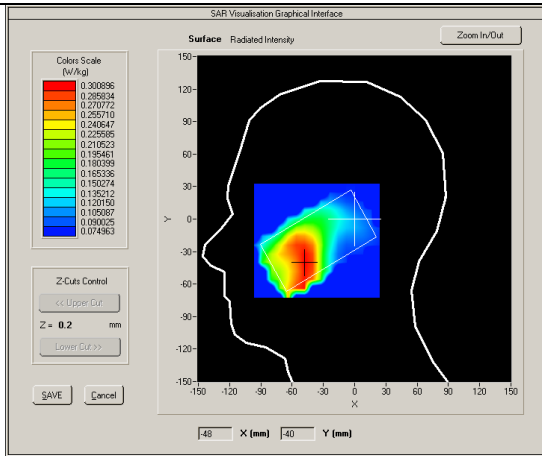 SAR Visualisation Graphical Interface
Surface Radiated Intensity
Zoom In/Out
Colors Scale
(W/kg)
0.300896
0.285834
0.270772
0.255710
0.240647
0.225585
0.210523
0.195461
0.180399
0.165336
0.150274
0.135212
0.120150
0.105087
0.090025
0.074963
150
120
90
60
30
0
-30
-60
-90
-120
-150
Y
-150 -120 -90 -60 -30 0 30 60 90 120 150
X
Z-Cuts Control
<< Upper Cut
Z = 0.2 mm
Lower Cut >>
SAVE Cancel
-48 X (mm) -40 Y (mm)